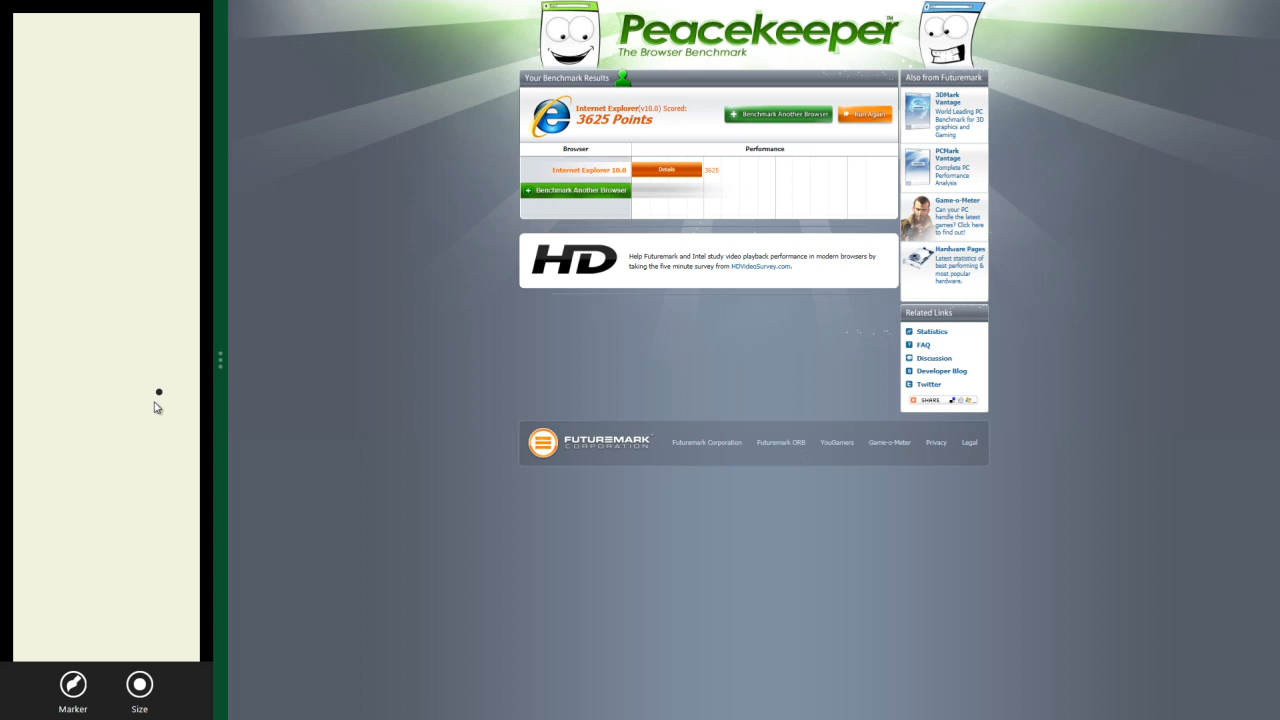 Peacekeeper™
The Browser Benchmark
Your Benchmark Results
Internet Explorer(v10.0) Scored:
3625 Points
Benchmark Another Browser
Run Again
Browser
Performance
Internet Explorer 10.0
Details
3625
Benchmark Another Browser
HD
Help Futuremark and Intel study video playback performance in modern browsers by
taking the five minute survey from HDVideoSurvey.com.
Also from Futuremark
3DMark
Vantage
World Leading PC
Benchmark for 3D
graphics and
Gaming
PCMark
Vantage
Complete PC
Performance
Analysis
Game-o-Meter
Can your PC
handle the latest
games? Click here
to find out!
Hardware Pages
Latest statistics of
best performing &
most popular
hardware.
Related Links
Statistics
FAQ
Discussion
Developer Blog
Twitter
SHARE
FUTUREMARK
CORPORATION
Futuremark Corporation
Futuremark ORB
YouGamers
Game-o-Meter
Privacy
Legal
Marker
Size